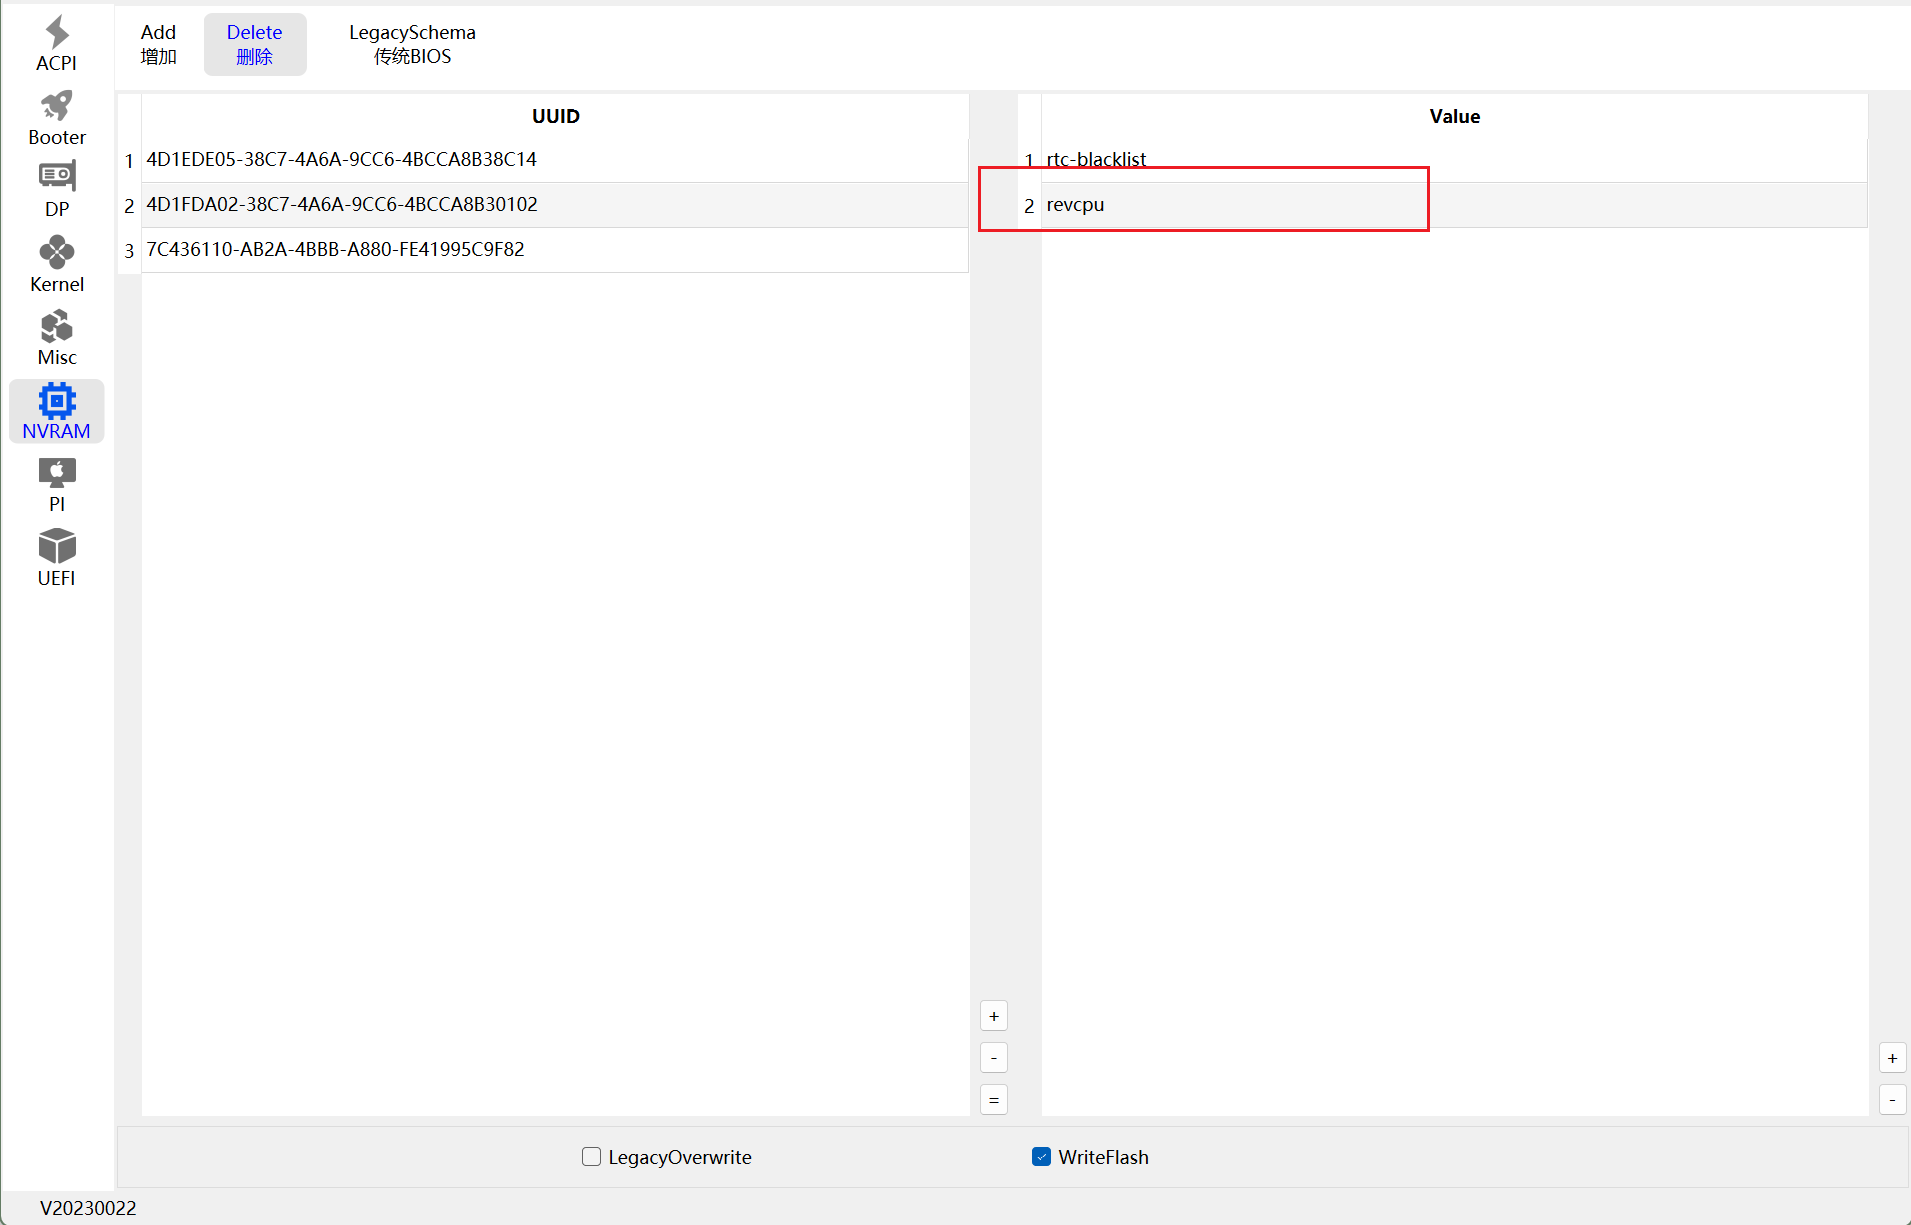 ACPI
Booter
DP
Kernel
Misc
NVRAM
PI
UEFI
Add
增加
Delete
删除
LegacySchema
传统BIOS
UUID
1 4D1EDE05-38C7-4A6A-9CC6-4BCCA8B38C14
2 4D1FDA02-38C7-4A6A-9CC6-4BCCA8B30102
3 7C436110-AB2A-4BBB-A880-FE41995C9F82
+
-
=
Value
1 rtc-blacklist
2 revcpu
+
-
LegacyOverwrite
WriteFlash
V20230022